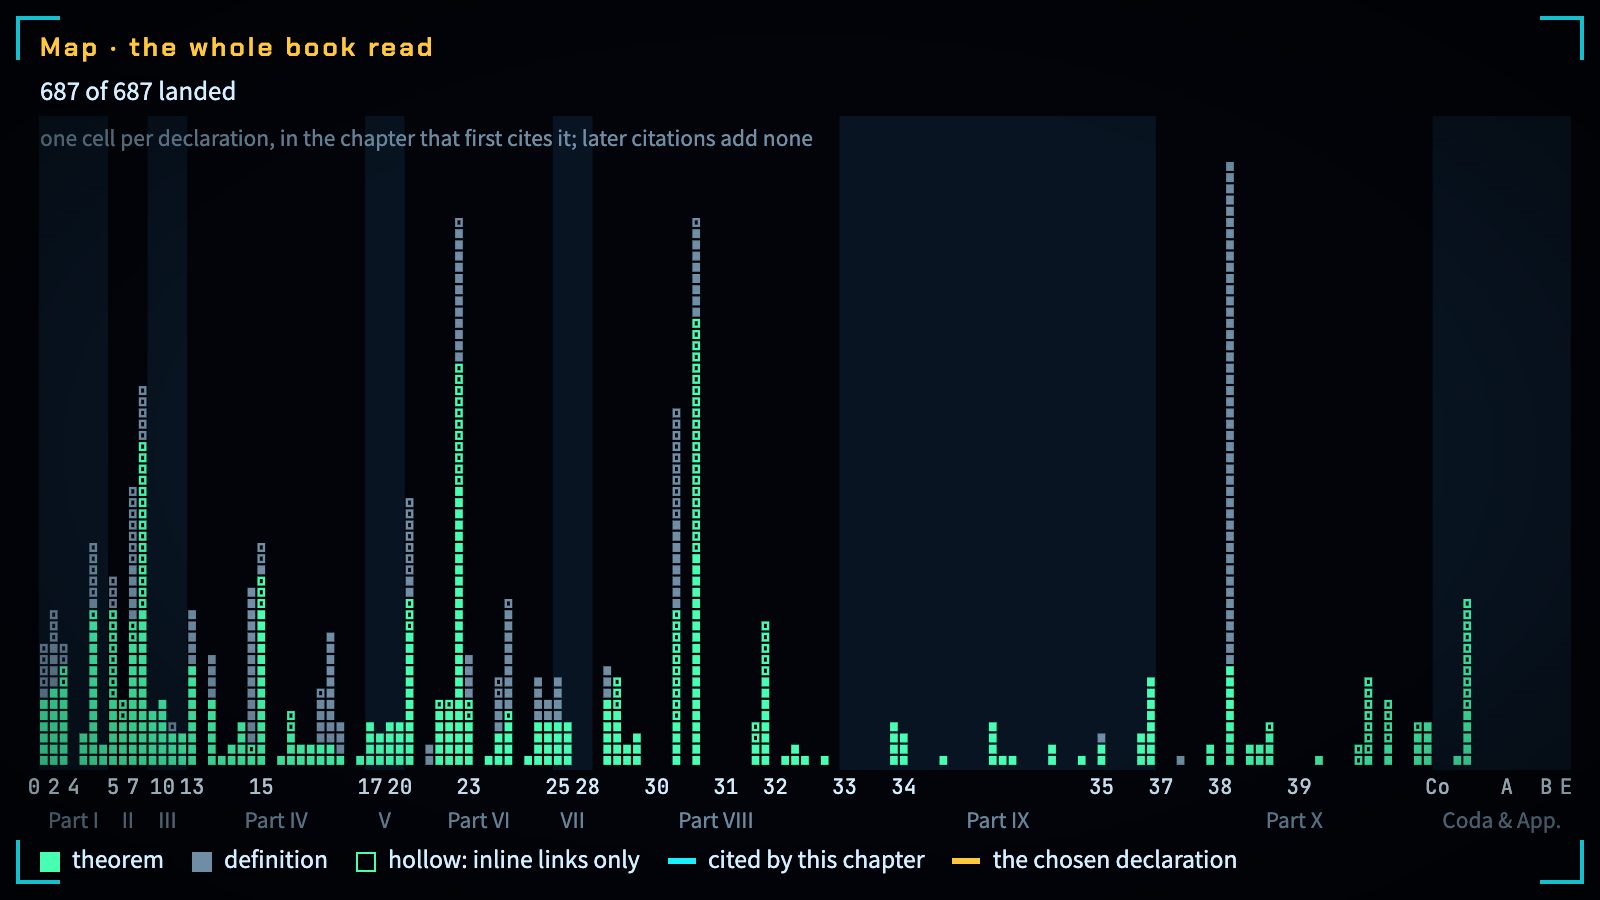 Map · the whole book read
687 of 687 landed
one cell per declaration, in the chapter that first cites it; later citations add none
0 2 4 5 7 10 13 15 17 20 23 25 28 30 31 32 33 34 35 37 38 39 Co A B E
Part I II III Part IV V Part VI VII Part VIII Part IX Part X Coda & App.
theorem definition hollow: inline links only cited by this chapter the chosen declaration